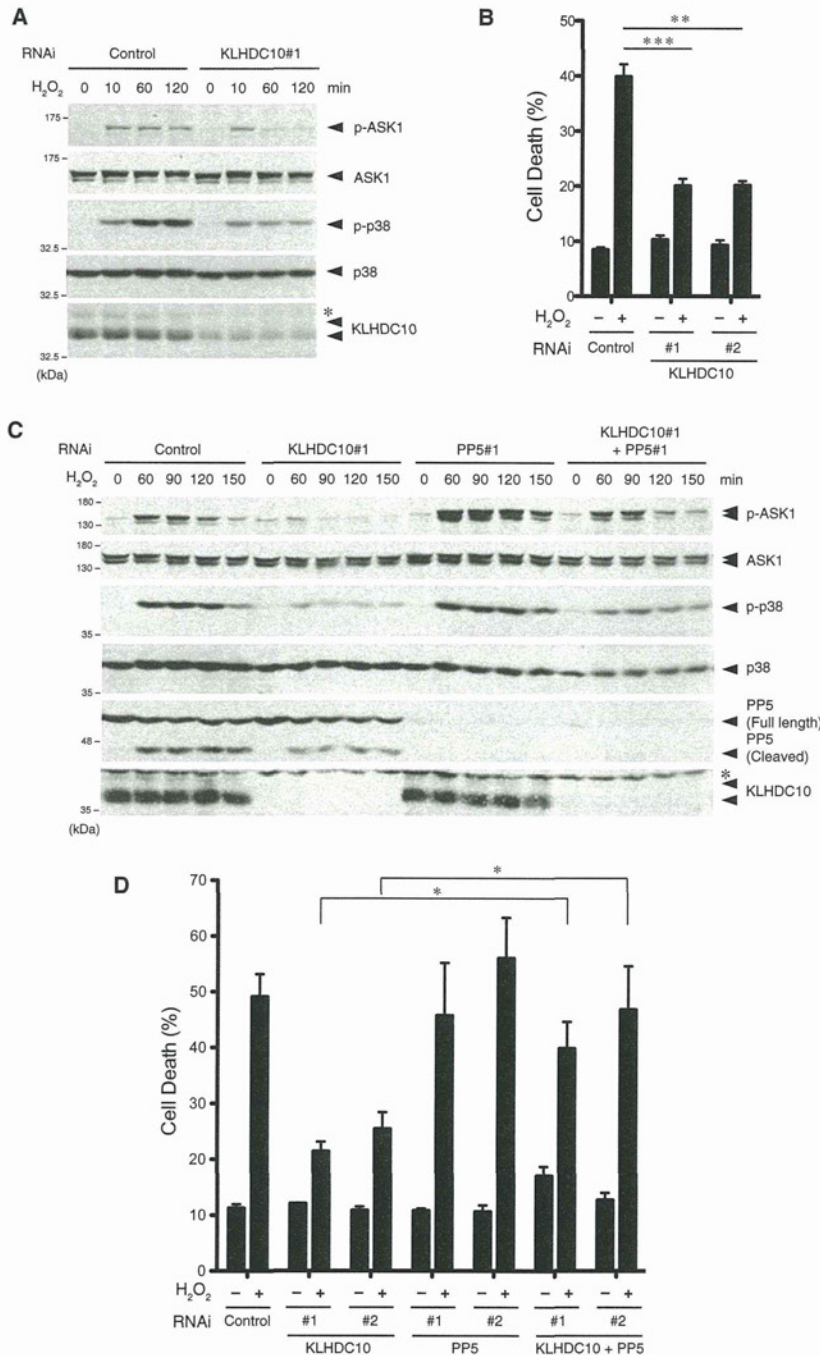 A
RNAi Control KLHDC10#1
H₂O₂ 0 10 60 120 0 10 60 120 min
175
p-ASK1
175
ASK1
p-p38
32.5
p38
32.5
*
KLHDC10
32.5
(kDa)
B
50
40
30
20
10
0
Cell Death (%)
**
***
H₂O₂ − + − + − +
RNAi Control #1 #2
KLHDC10
C
RNAi Control KLHDC10#1 PP5#1 KLHDC10#1
+ PP5#1
H₂O₂ 0 60 90 120 150 0 60 90 120 150 0 60 90 120 150 0 60 90 120 150 min
180
130
p-ASK1
180
130
ASK1
p-p38
35
p38
35
PP5
(Full length)
48
PP5
(Cleaved)
*
KLHDC10
35
(kDa)
D
70
60
50
40
30
20
10
0
Cell Death (%)
*
*
H₂O₂ − + − + − + − + − + − + − +
RNAi Control #1 #2 #1 #2 #1 #2
KLHDC10 PP5 KLHDC10 + PP5